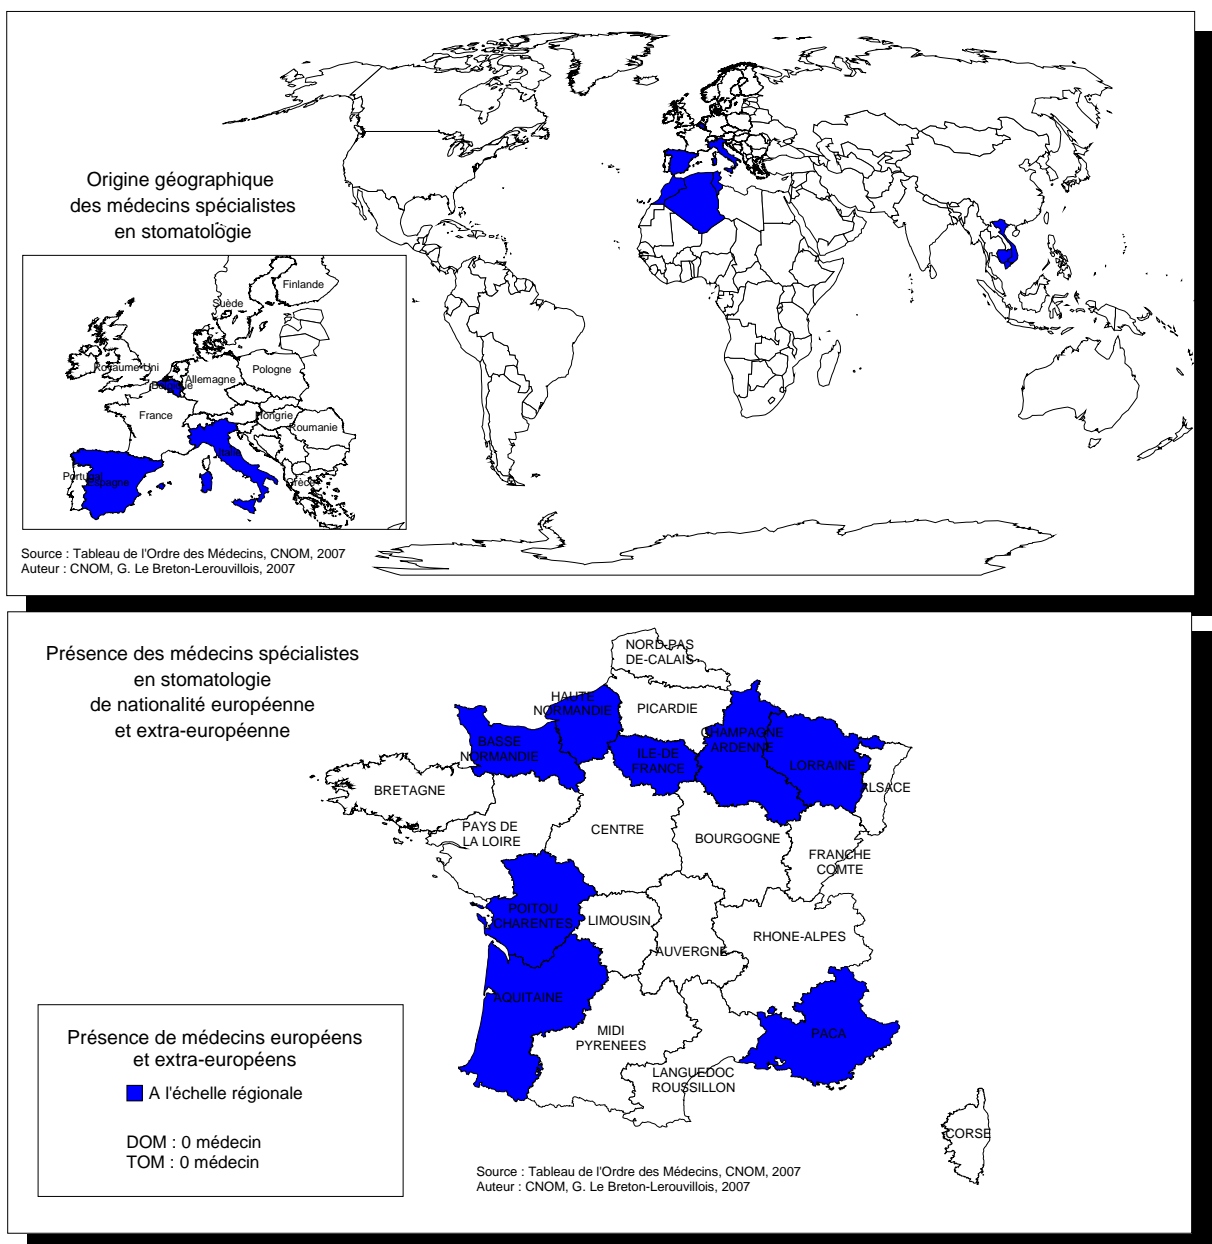 Origine géographique
des médecins spécialistes
en stomatologie
Finlande
Suède
Royaume-Uni
Pologne
Allemagne
Belgique
France
Hongrie
Roumanie
Italie
Portugal
Espagne
Grèce
Source : Tableau de l'Ordre des Médecins, CNOM, 2007
Auteur : CNOM, G. Le Breton-Lerouvillois, 2007
Présence des médecins spécialistes
en stomatologie
de nationalité européenne
et extra-européenne
NORD-PAS
DE-CALAIS
HAUTE
NORMANDIE
PICARDIE
BASSE
NORMANDIE
ILE-DE
FRANCE
CHAMPAGNE
ARDENNE
LORRAINE
ALSACE
BRETAGNE
PAYS DE
LA LOIRE
CENTRE
BOURGOGNE
FRANCHE
COMTE
POITOU
CHARENTES
LIMOUSIN
AUVERGNE
RHONE-ALPES
AQUITAINE
MIDI
PYRENEES
PACA
LANGUEDOC
ROUSSILLON
CORSE
Présence de médecins européens
et extra-européens
A l'échelle régionale
DOM : 0 médecin
TOM : 0 médecin
Source : Tableau de l'Ordre des Médecins, CNOM, 2007
Auteur : CNOM, G. Le Breton-Lerouvillois, 2007